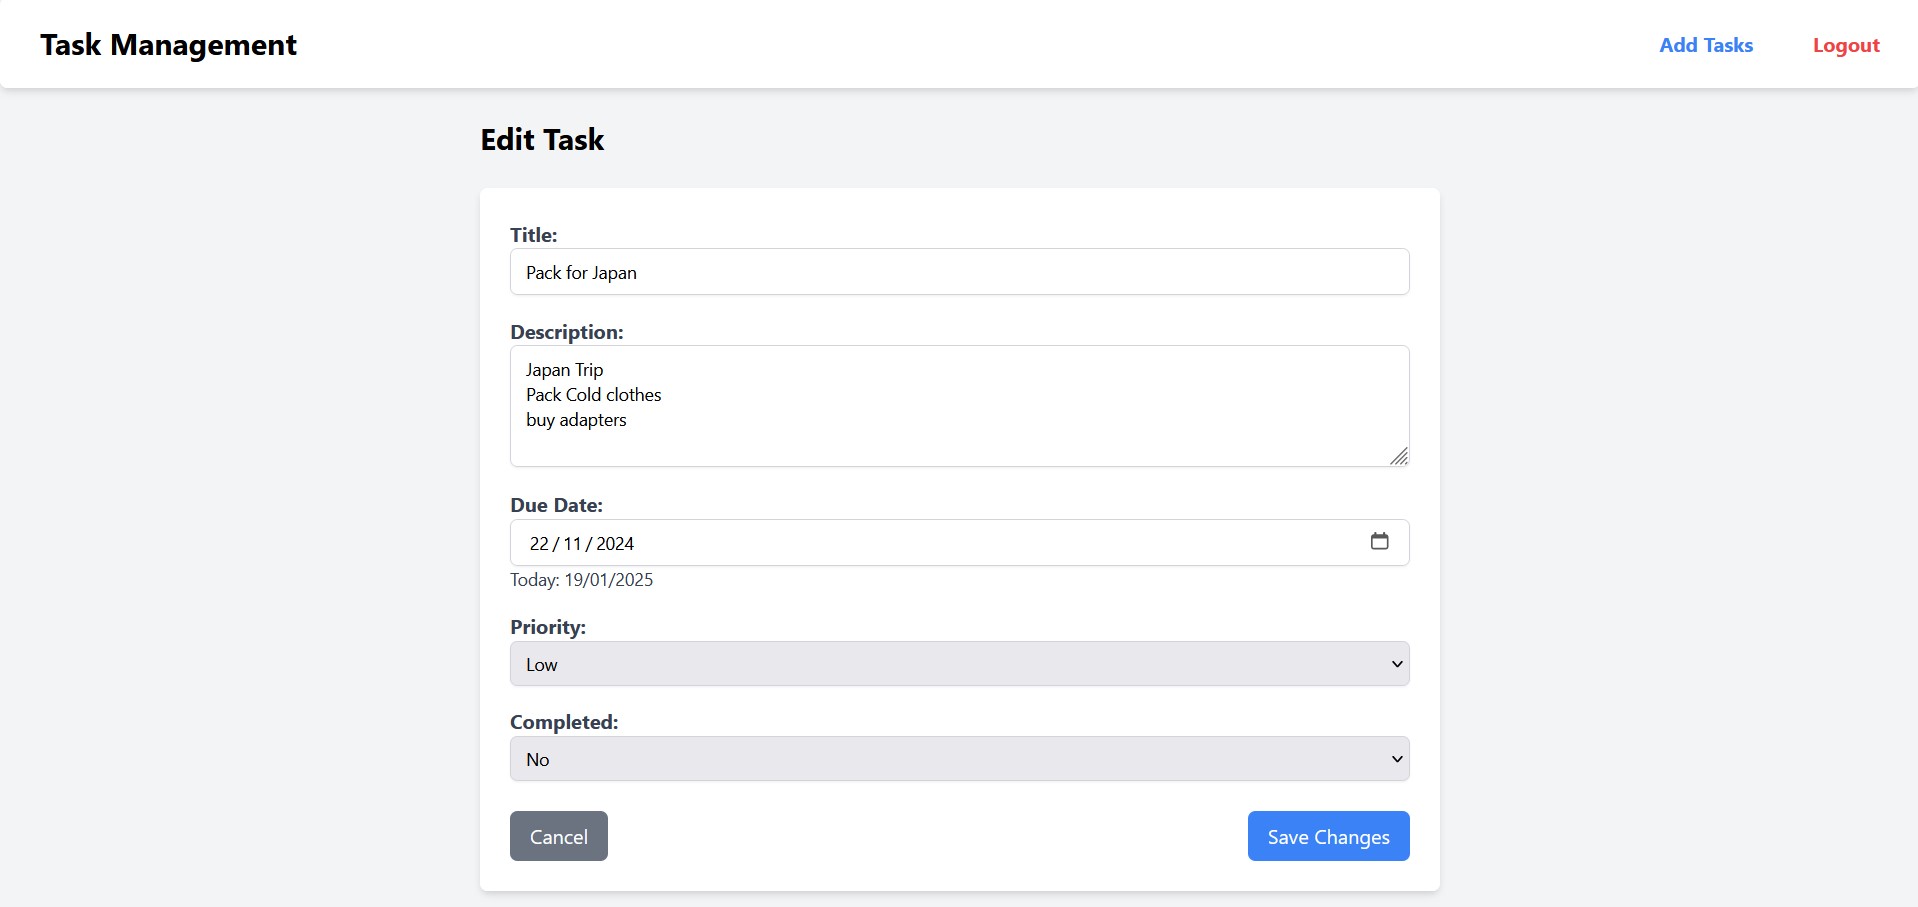 Task Management
Add Tasks
Logout
Edit Task
Title:
Pack for Japan
Description:
Japan Trip
Pack Cold clothes
buy adapters
Due Date:
22 / 11 / 2024
Today: 19/01/2025
Priority:
Low
Completed:
No
Cancel
Save Changes